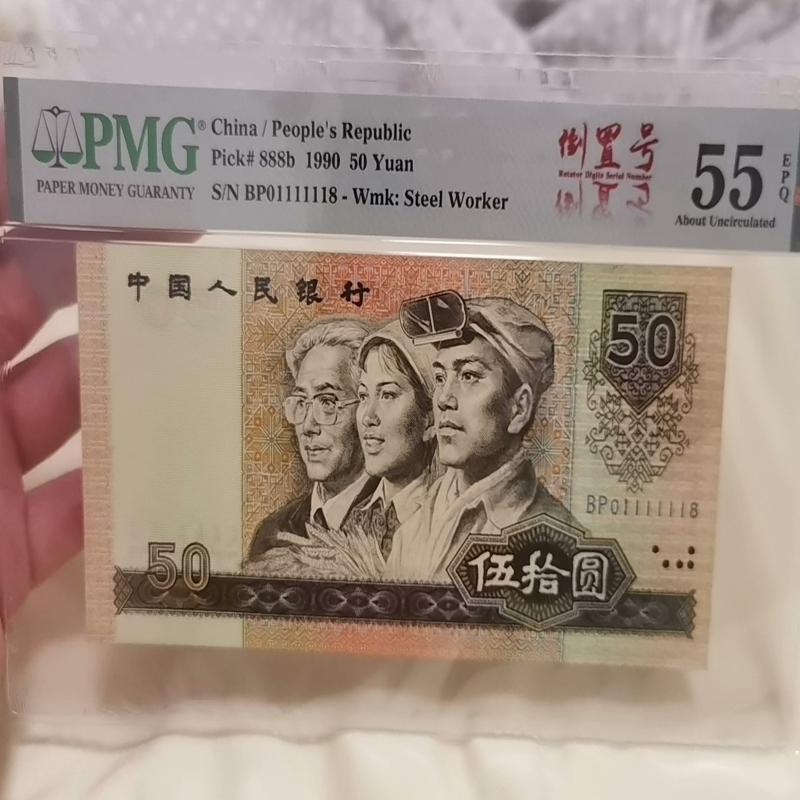 PMG®
PAPER MONEY GUARANTY
China / People's Republic
Pick# 888b 1990 50 Yuan
S/N BP01111118 - Wmk: Steel Worker
倒置号
Rotator Digits Serial Number
55
EPQ
About Uncirculated
中国人民银行
50
BP01111118
50
伍拾圆